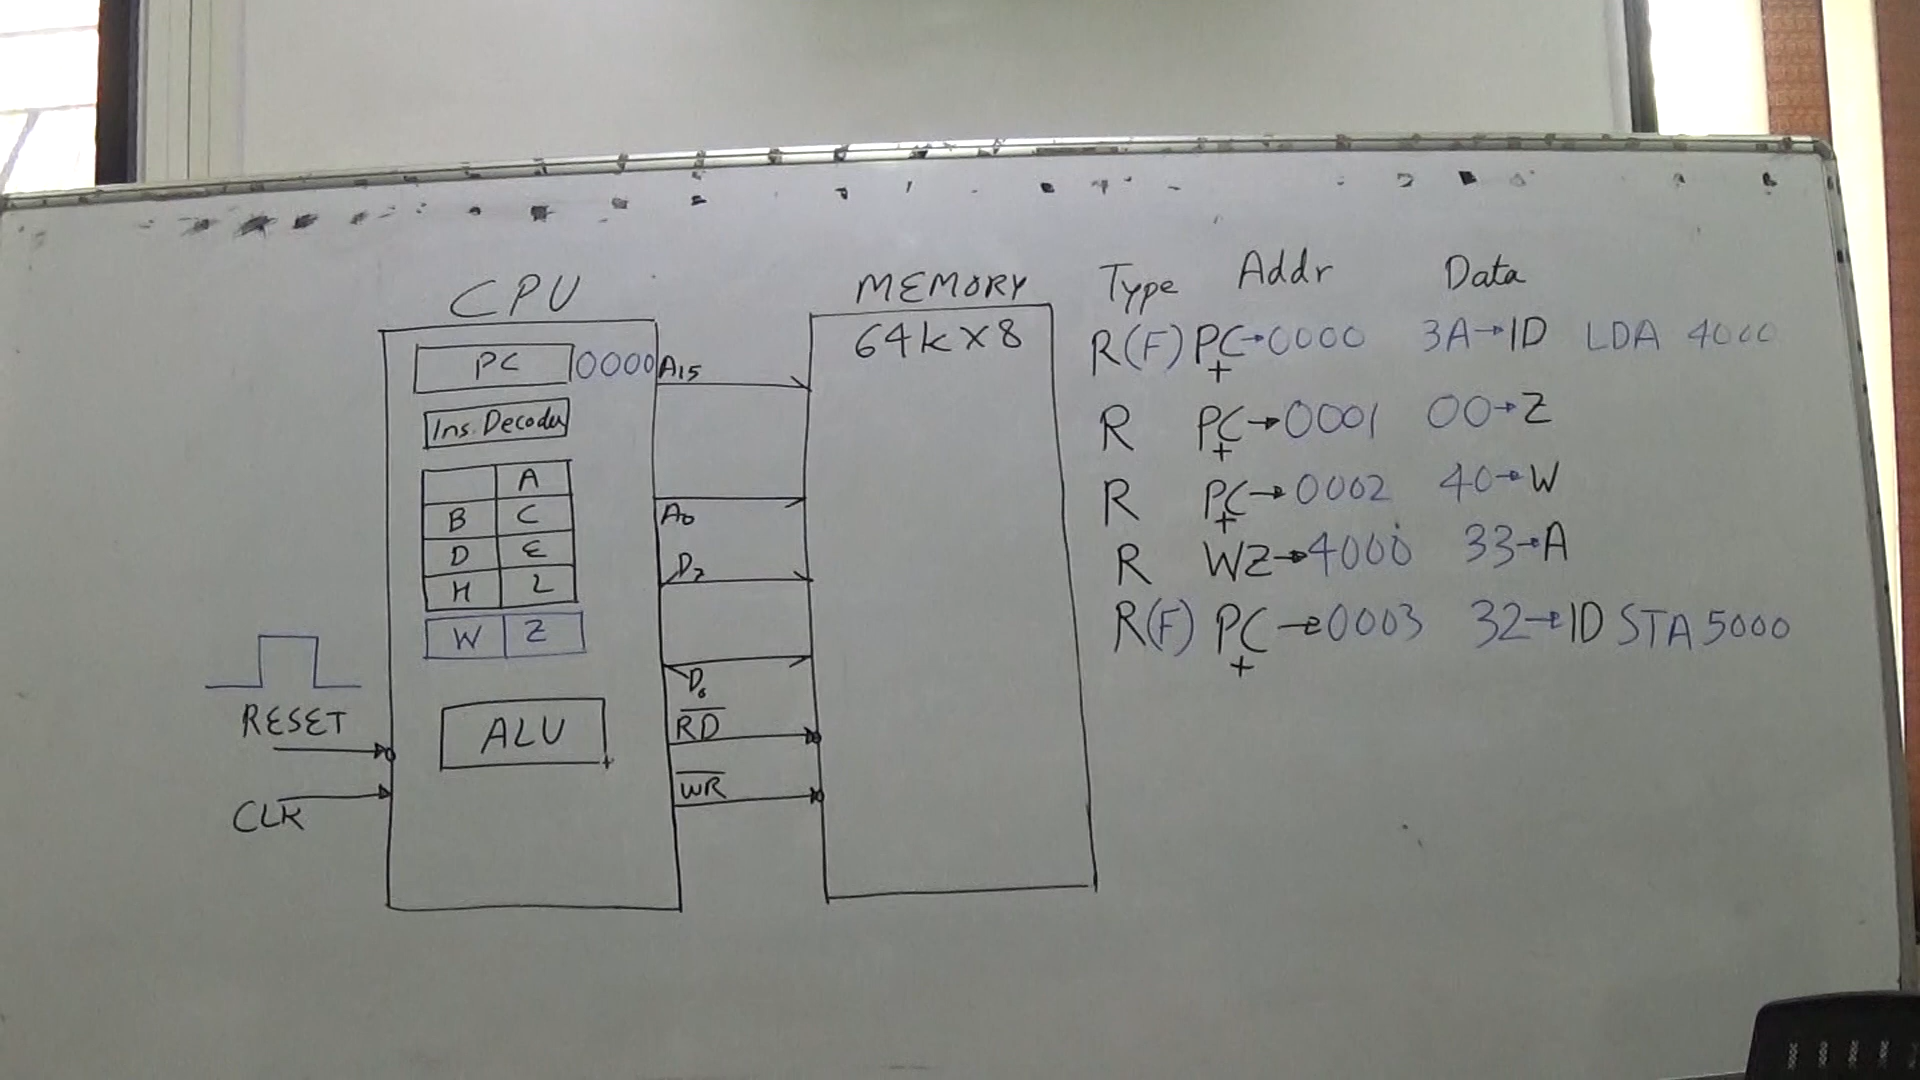 CPU
PC 0000
Ins. Decoder
A
B C
D E
H L
W Z
ALU
RESET
CLK
A15
A0
D7
D0
RD
WR
MEMORY
64K X 8
Type Addr Data
R(F) PC+→0000 3A→ID LDA 4000
R PC+→0001 00→Z
R PC+→0002 40→W
R WZ→4000 33→A
R(F) PC+→0003 32→ID STA 5000